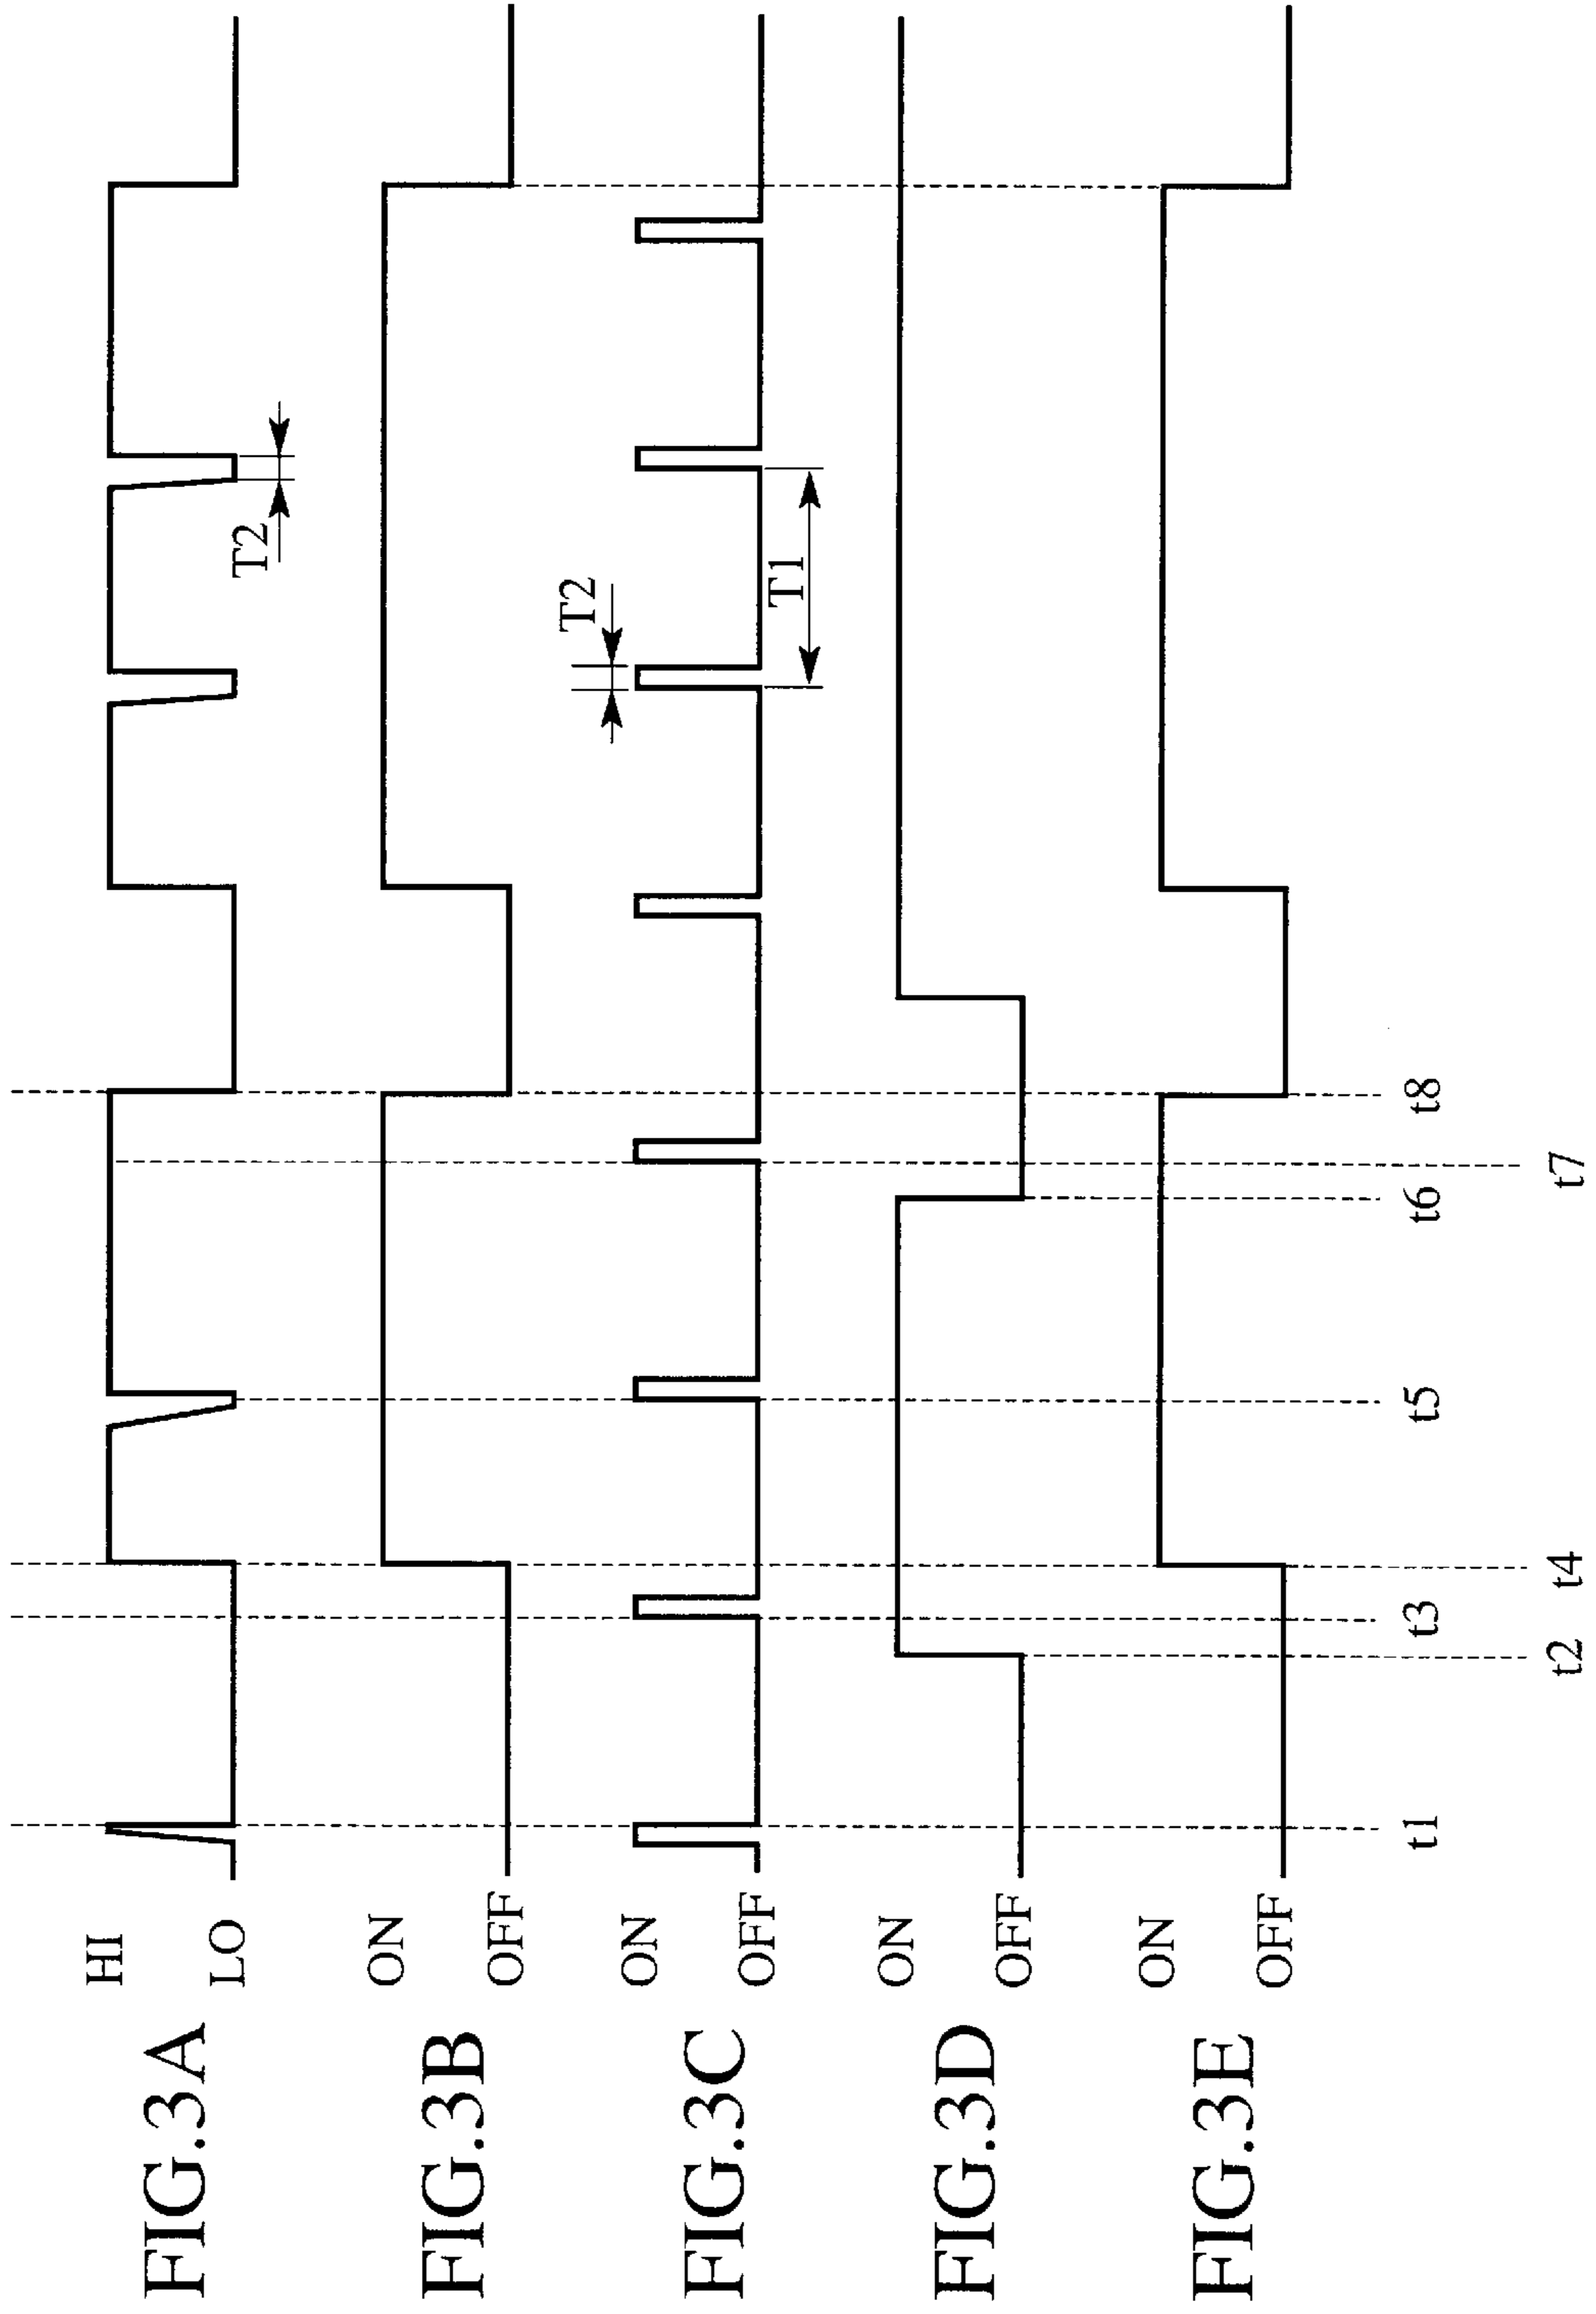 FIG.3A
HI
LO
T2
FIG.3B
ON
OFF
FIG.3C
ON
OFF
T2
T1
FIG.3D
ON
OFF
FIG.3E
ON
OFF
t1
t2
t3
t4
t5
t6
t7
t8